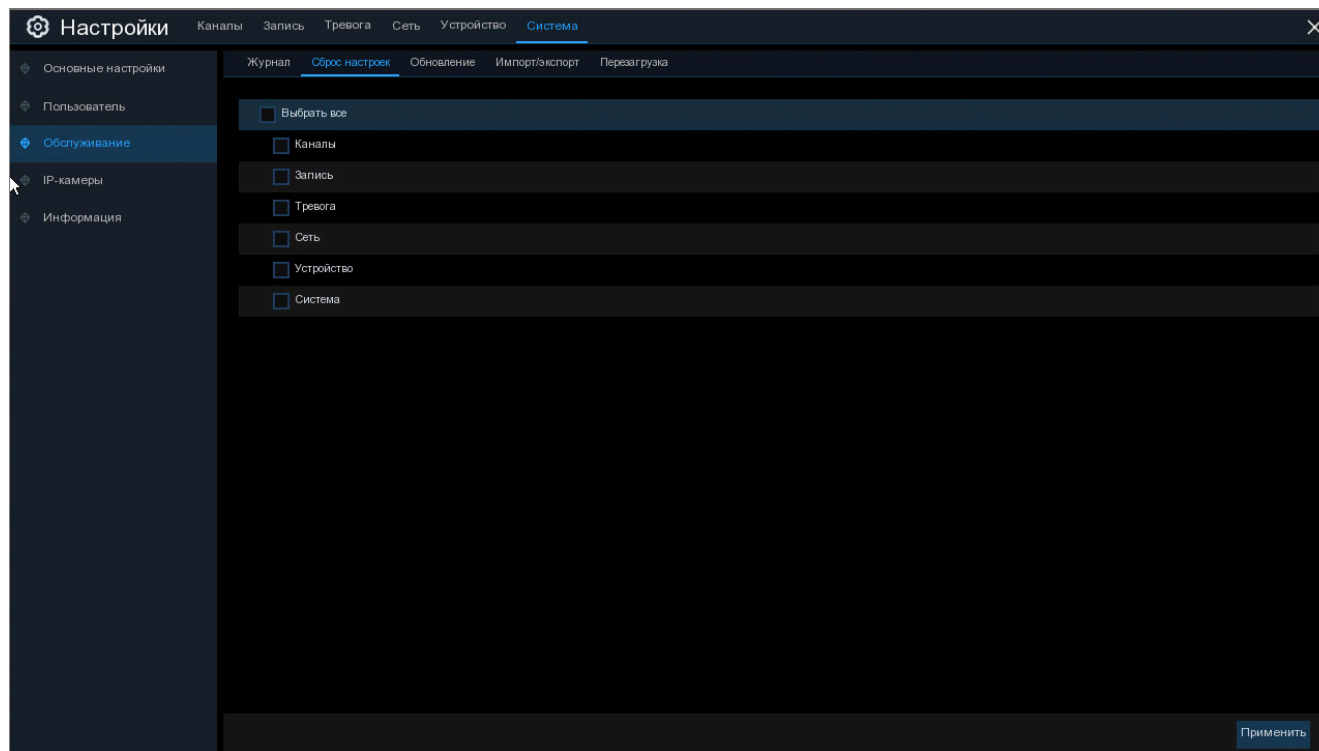 Настройки Каналы Запись Тревога Сеть Устройство Система
Основные настройки
Пользователь
Обслуживание
IP-камеры
Информация
Журнал Сброс настроек Обновление Импорт/экспорт Перезагрузка
Выбрать все
Каналы
Запись
Тревога
Сеть
Устройство
Система
Применить